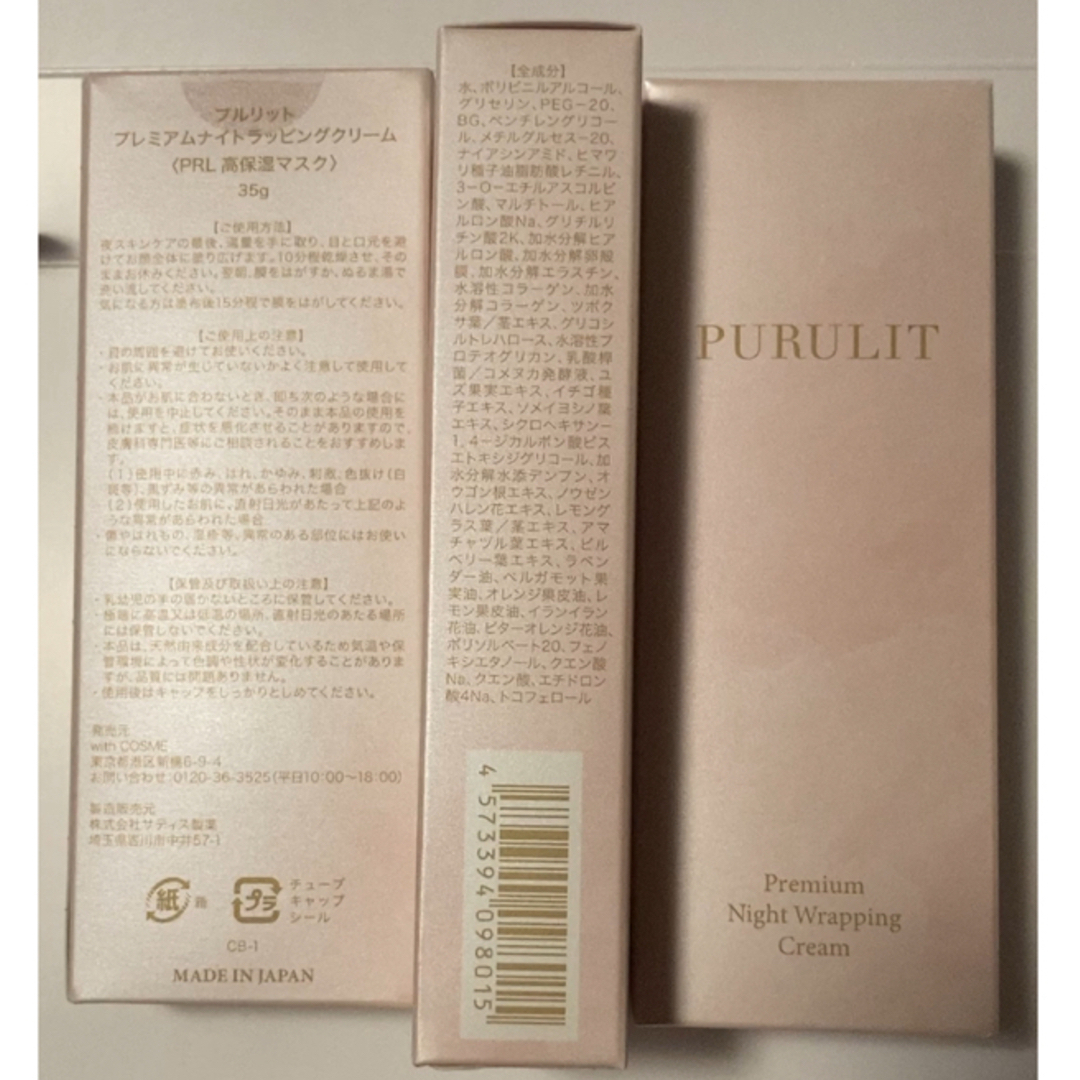 プルリット
プレミアムナイトラッピングクリーム
〈PRL 高保湿マスク〉
35g
【ご使用方法】
夜スキンケアの最後、適量を手に取り、目と口元を避
けてお顔全体に塗り広げます。10分程乾燥させ、その
ままお休みください。翌朝、膜をはがすか、ぬるま湯で
洗い流してください。
気になる方は塗布後15分程で膜をはがしてください。
【ご使用上の注意】
・目の周囲を避けてお使いください。
・お肌に異常が生じていないかよく注意して使用して
ください。
・本品がお肌に合わないとき、即ち次のような場合に
は、使用を中止してください。そのまま本品の使用を
続けますと、症状を悪化させることがありますので、
皮膚科専門医等にご相談されることをおすすめしま
す。
(1)使用中に赤み、はれ、かゆみ、刺激、色抜け(白
斑等)、黒ずみ等の異常があらわれた場合
(2)使用したお肌に、直射日光があたって上記のよ
うな異常があらわれた場合
・傷やはれもの、湿疹等、異常のある部位にはお使い
にならないでください。
【保管及び取扱い上の注意】
・乳幼児の手の届かないところに保管してください。
・極端に高温又は低温の場所、直射日光のあたる場所
には保管しないでください。
・本品は、天然由来成分を配合しているため気温や保
管環境によって色調や性状が変化することがありま
すが、品質には問題ありません。
・使用後はキャップをしっかりとしめてください。
発売元
with COSME
東京都港区新橋6-9-4
お問い合わせ:0120-36-3525(平日10:00〜18:00)
製造販売元
株式会社サティス製薬
埼玉県吉川市中井57-1
紙
箱
プラ
チューブ
キャップ
シール
CB-1
MADE IN JAPAN
【全成分】
水、ポリビニルアルコール、
グリセリン、PEG-20、
BG、ペンチレングリコー
ル、メチルグルセス-20、
ナイアシンアミド、ヒマワ
リ種子油脂肪酸レチニル、
3-O-エチルアスコルビ
ン酸、マルチトール、ヒア
ルロン酸Na、グリチルリ
チン酸2K、加水分解ヒア
ルロン酸、加水分解卵殻
膜、加水分解エラスチン、
水溶性コラーゲン、加水
分解コラーゲン、ツボク
サ葉/茎エキス、グリコシ
ルトレハロース、水溶性プ
ロテオグリカン、乳酸桿
菌/コメヌカ発酵液、ユ
ズ果実エキス、イチゴ種
子エキス、ソメイヨシノ葉
エキス、シクロヘキサン-
1,4-ジカルボン酸ビス
エトキシジグリコール、加
水分解水添デンプン、オ
ウゴン根エキス、ノウゼン
ハレン花エキス、レモング
ラス葉/茎エキス、アマ
チャヅル葉エキス、ビル
ベリー葉エキス、ラベン
ダー油、ベルガモット果
実油、オレンジ果皮油、レ
モン果皮油、イランイラン
花油、ビターオレンジ花油、
ポリソルベート20、フェノ
キシエタノール、クエン酸
Na、クエン酸、エチドロン
酸4Na、トコフェロール
4573394098015
PURULIT
Premium
Night Wrapping
Cream